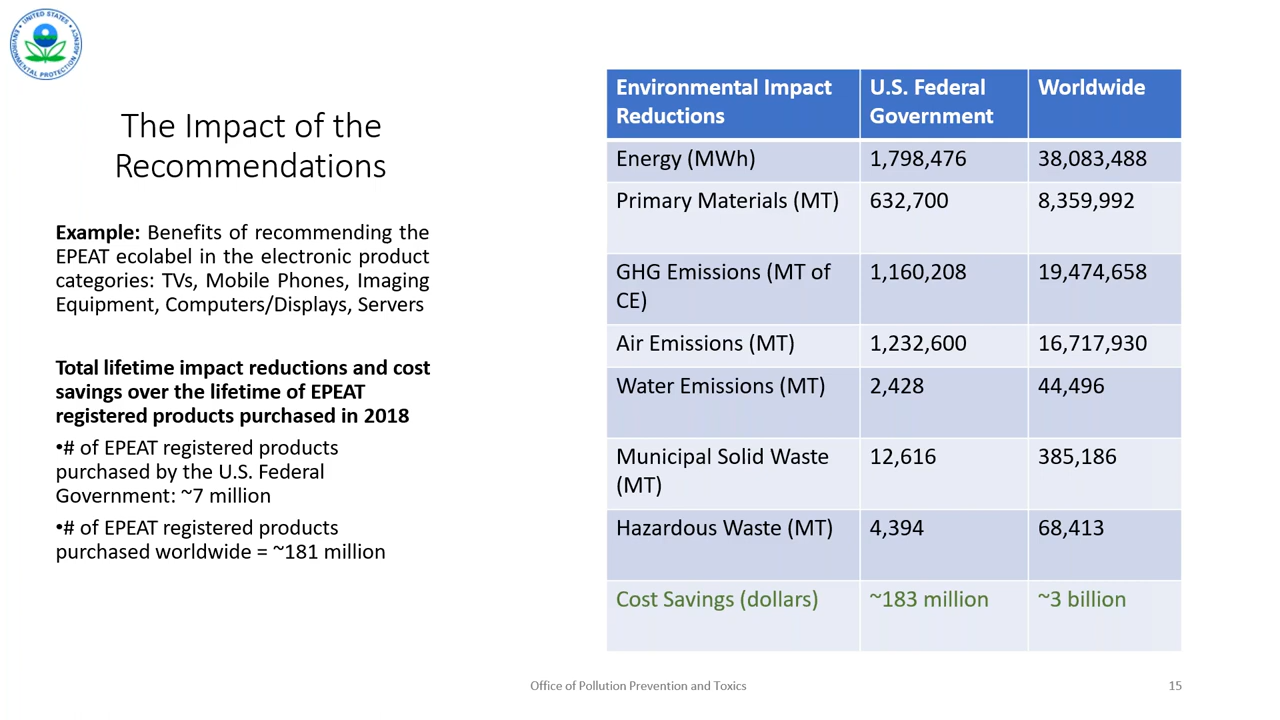 UNITED STATES
ENVIRONMENTAL PROTECTION AGENCY
The Impact of the
Recommendations
Example: Benefits of recommending the
EPEAT ecolabel in the electronic product
categories: TVs, Mobile Phones, Imaging
Equipment, Computers/Displays, Servers
Total lifetime impact reductions and cost
savings over the lifetime of EPEAT
registered products purchased in 2018
•# of EPEAT registered products
purchased by the U.S. Federal
Government: ~7 million
•# of EPEAT registered products
purchased worldwide = ~181 million
Environmental Impact
Reductions
U.S. Federal
Government
Worldwide
Energy (MWh) 1,798,476 38,083,488
Primary Materials (MT) 632,700 8,359,992
GHG Emissions (MT of
CE)
1,160,208 19,474,658
Air Emissions (MT) 1,232,600 16,717,930
Water Emissions (MT) 2,428 44,496
Municipal Solid Waste
(MT)
12,616 385,186
Hazardous Waste (MT) 4,394 68,413
Cost Savings (dollars) ~183 million ~3 billion
Office of Pollution Prevention and Toxics
15